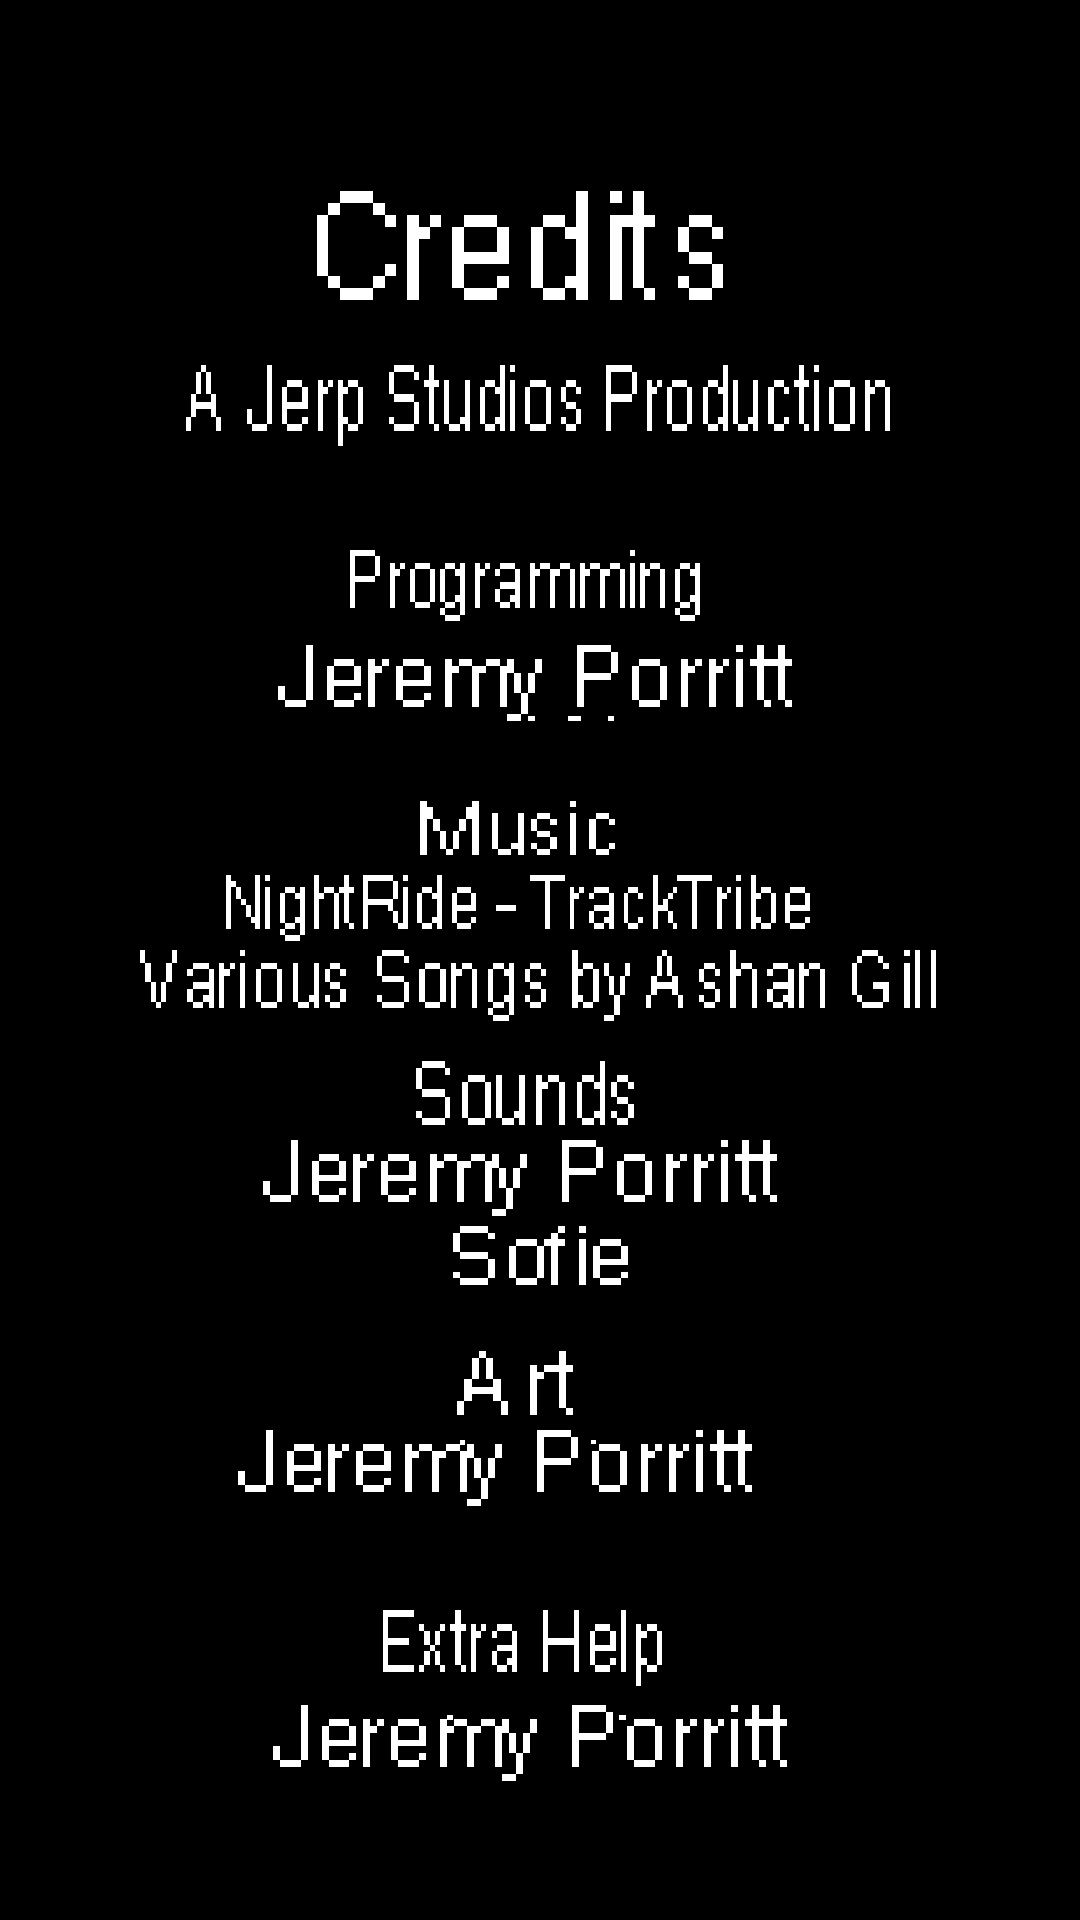 Credits
A Jerp Studios Production
Programming
Jeremy Porritt
Music
NightRide - TrackTribe
Various Songs by Ashan Gill
Sounds
Jeremy Porritt
Sofie
Art
Jeremy Porritt
Extra Help
Jeremy Porritt